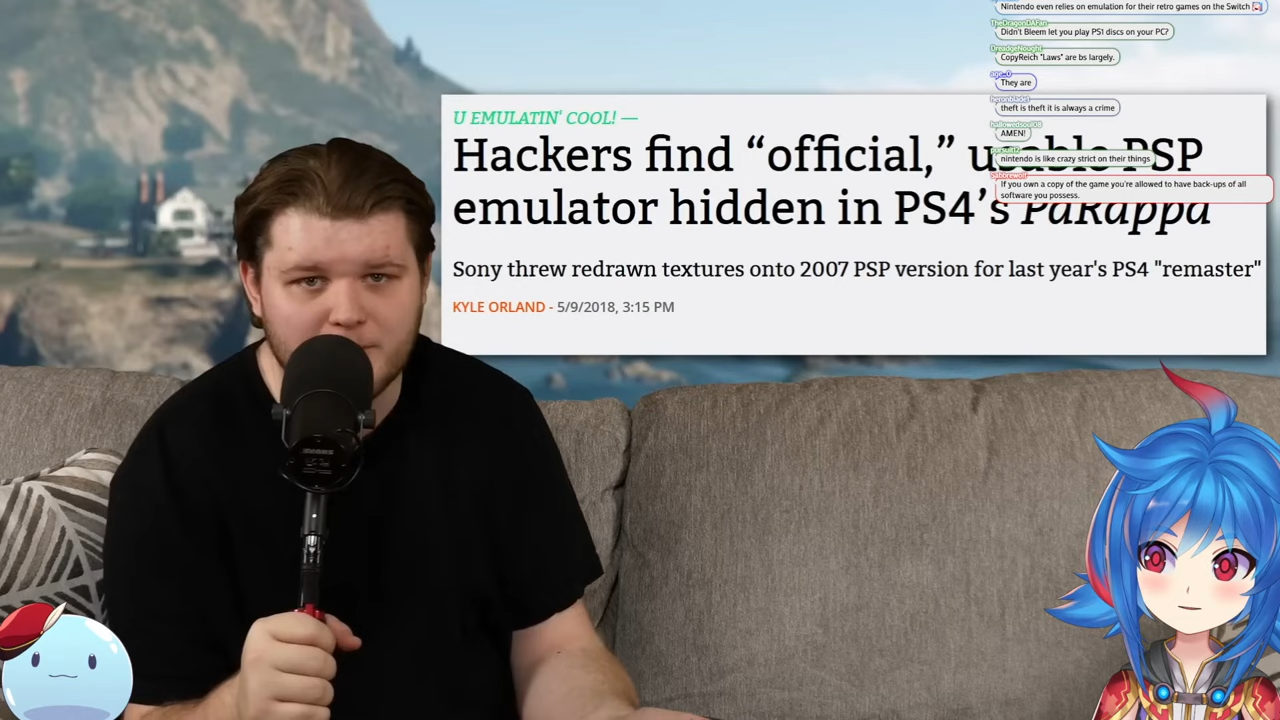 Nintendo even relies on emulation for their retro games on the Switch
TheDragonDAFan
Didn't Bleem let you play PS1 discs on your PC?
DreadgeNought
CopyReich "Laws" are bs largely.
They are
theft is theft it is always a crime
AMEN!
nintendo is like crazy strict on their things
If you own a copy of the game you're allowed to have back-ups of all
software you possess.
U EMULATIN' COOL! —
Hackers find “official,” usable PSP
emulator hidden in PS4’s PaRappa
Sony threw redrawn textures onto 2007 PSP version for last year's PS4 "remaster"
KYLE ORLAND - 5/9/2018, 3:15 PM